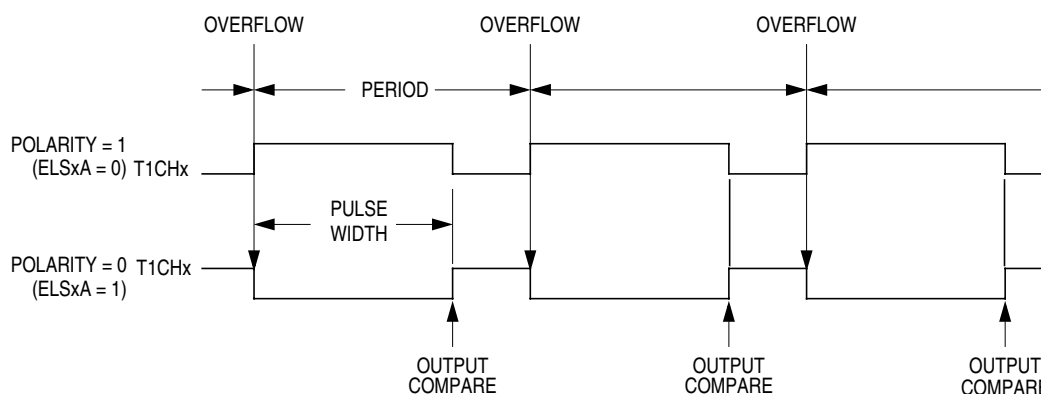 OVERFLOW OVERFLOW OVERFLOW
PERIOD
POLARITY = 1
(ELSxA = 0) T1CHx
PULSE
WIDTH
POLARITY = 0 T1CHx
(ELSxA = 1)
OUTPUT
COMPARE
OUTPUT
COMPARE
OUTPUT
COMPARE